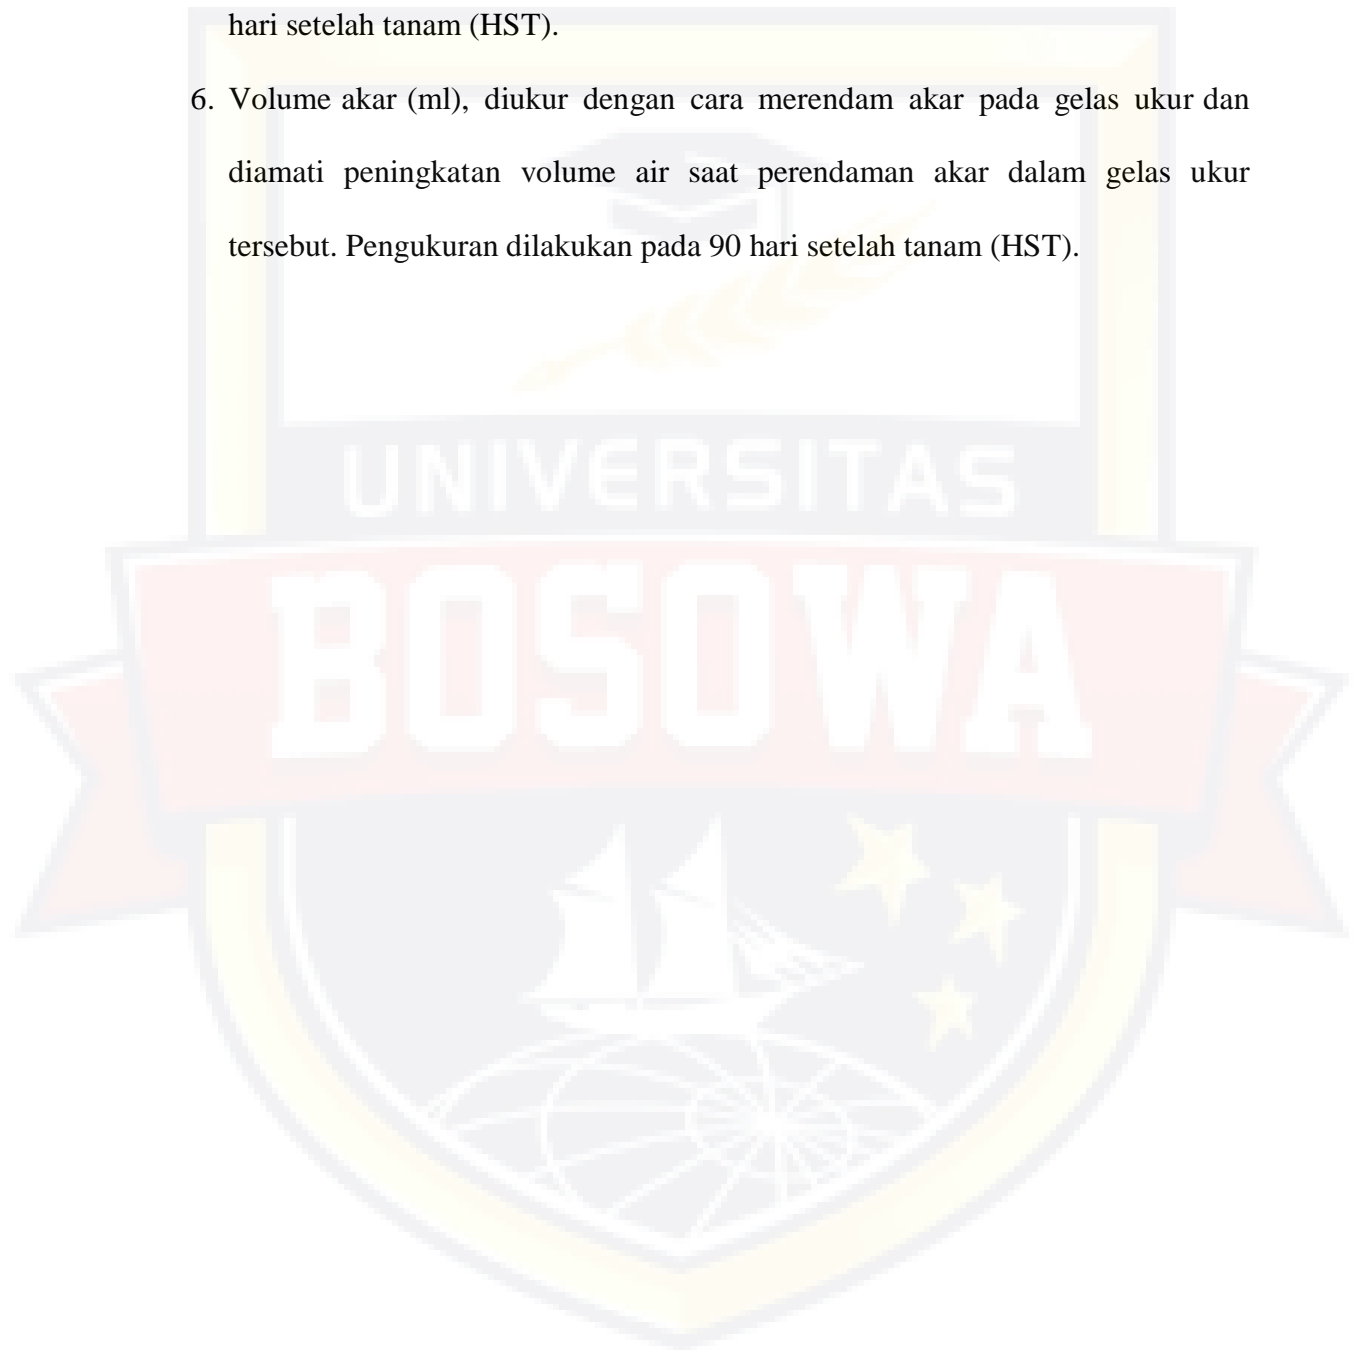 hari setelah tanam (HST).
6. Volume akar (ml), diukur dengan cara merendam akar pada gelas ukur dan
diamati peningkatan volume air saat perendaman akar dalam gelas ukur
tersebut. Pengukuran dilakukan pada 90 hari setelah tanam (HST).
UNIVERSITAS
BOSOWA